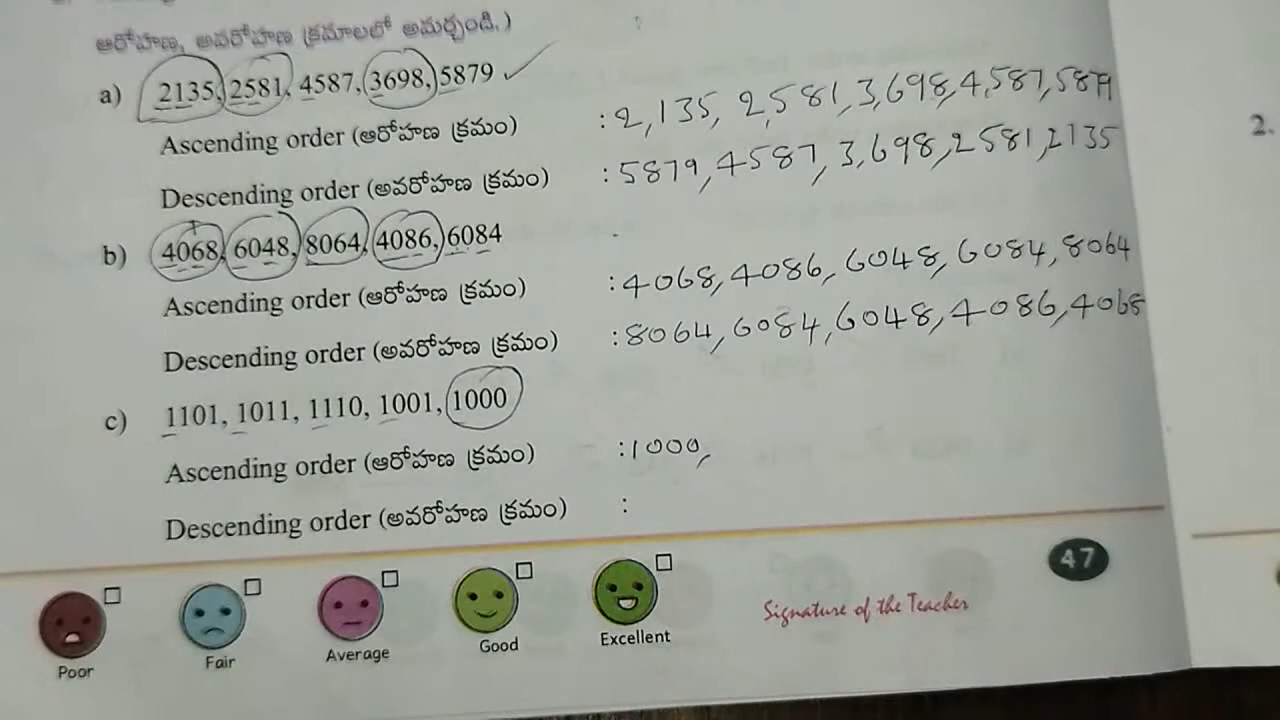 ఆరోహణ, అవరోహణ క్రమాలలో అమర్చండి.)
a) 2135, 2581, 4587, 3698, 5879 ✓
Ascending order (ఆరోహణ క్రమం) : 2,135, 2,581, 3,698, 4,587, 5879
Descending order (అవరోహణ క్రమం) : 5879, 4587, 3,698, 2581, 2135
b) 4068, 6048, 8064, 4086, 6084
Ascending order (ఆరోహణ క్రమం) : 4068, 4086, 6048, 6084, 8064
Descending order (అవరోహణ క్రమం) : 8064, 6084, 6048, 4086, 4068
c) 1101, 1011, 1110, 1001, 1000
Ascending order (ఆరోహణ క్రమం) : 1000,
Descending order (అవరోహణ క్రమం) :
2.
47
Poor Fair Average Good Excellent
Signature of the Teacher